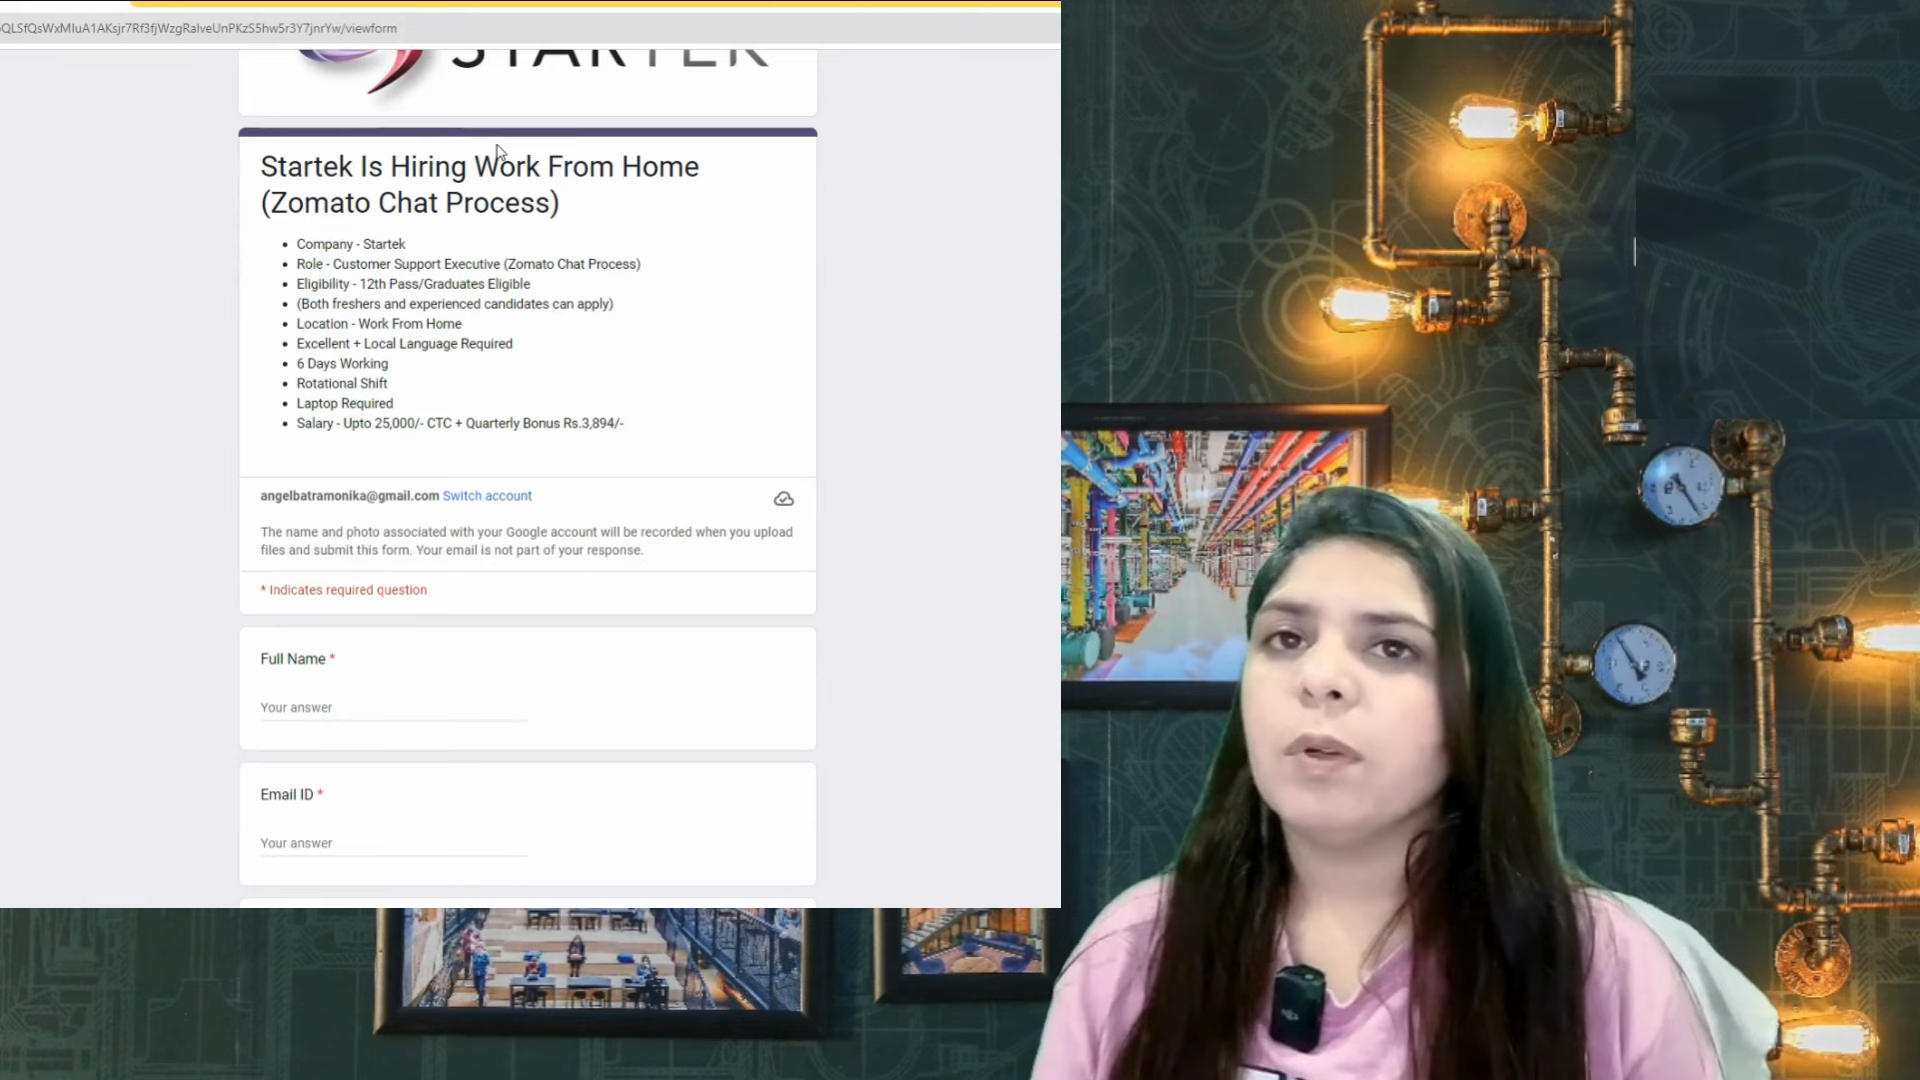 QLSfQsWxMIuA1AKsjr7Rf3fjWzgRalveUnPKzS5hw5r3Y7jnrYw/viewform
STARTEK
Startek Is Hiring Work From Home
(Zomato Chat Process)
Company - Startek
Role - Customer Support Executive (Zomato Chat Process)
Eligibility - 12th Pass/Graduates Eligible
(Both freshers and experienced candidates can apply)
Location - Work From Home
Excellent + Local Language Required
6 Days Working
Rotational Shift
Laptop Required
Salary - Upto 25,000/- CTC + Quarterly Bonus Rs.3,894/-
angelbatramonika@gmail.com Switch account
The name and photo associated with your Google account will be recorded when you upload
files and submit this form. Your email is not part of your response.
* Indicates required question
Full Name *
Your answer
Email ID *
Your answer